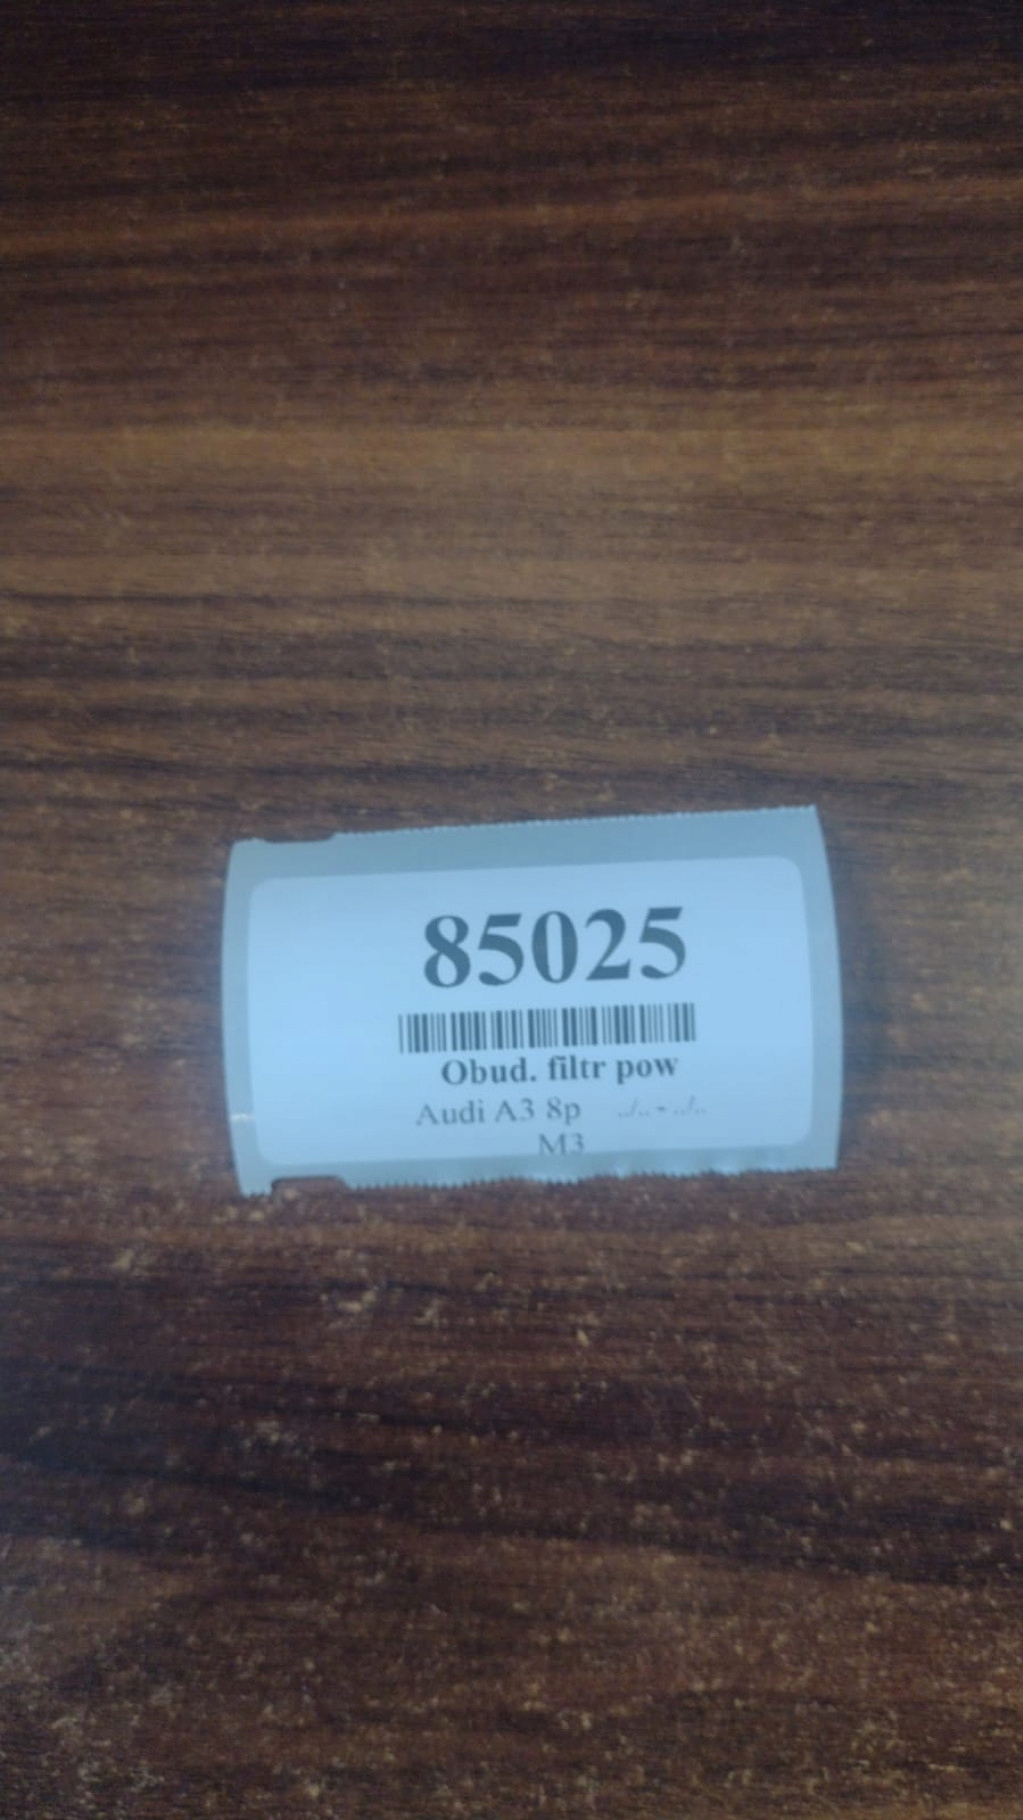 85025
Obud. filtr pow
Audi A3 8p ../.. - ../..
M3